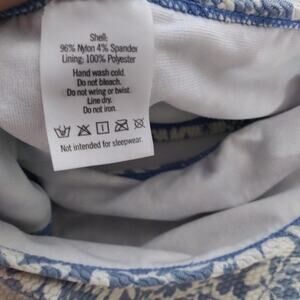 Shell:
96% Nylon 4% Spandex
Lining: 100% Polyester
Hand wash cold.
Do not bleach.
Do not wring or twist.
Line dry.
Do not iron.
Not intended for sleepwear.